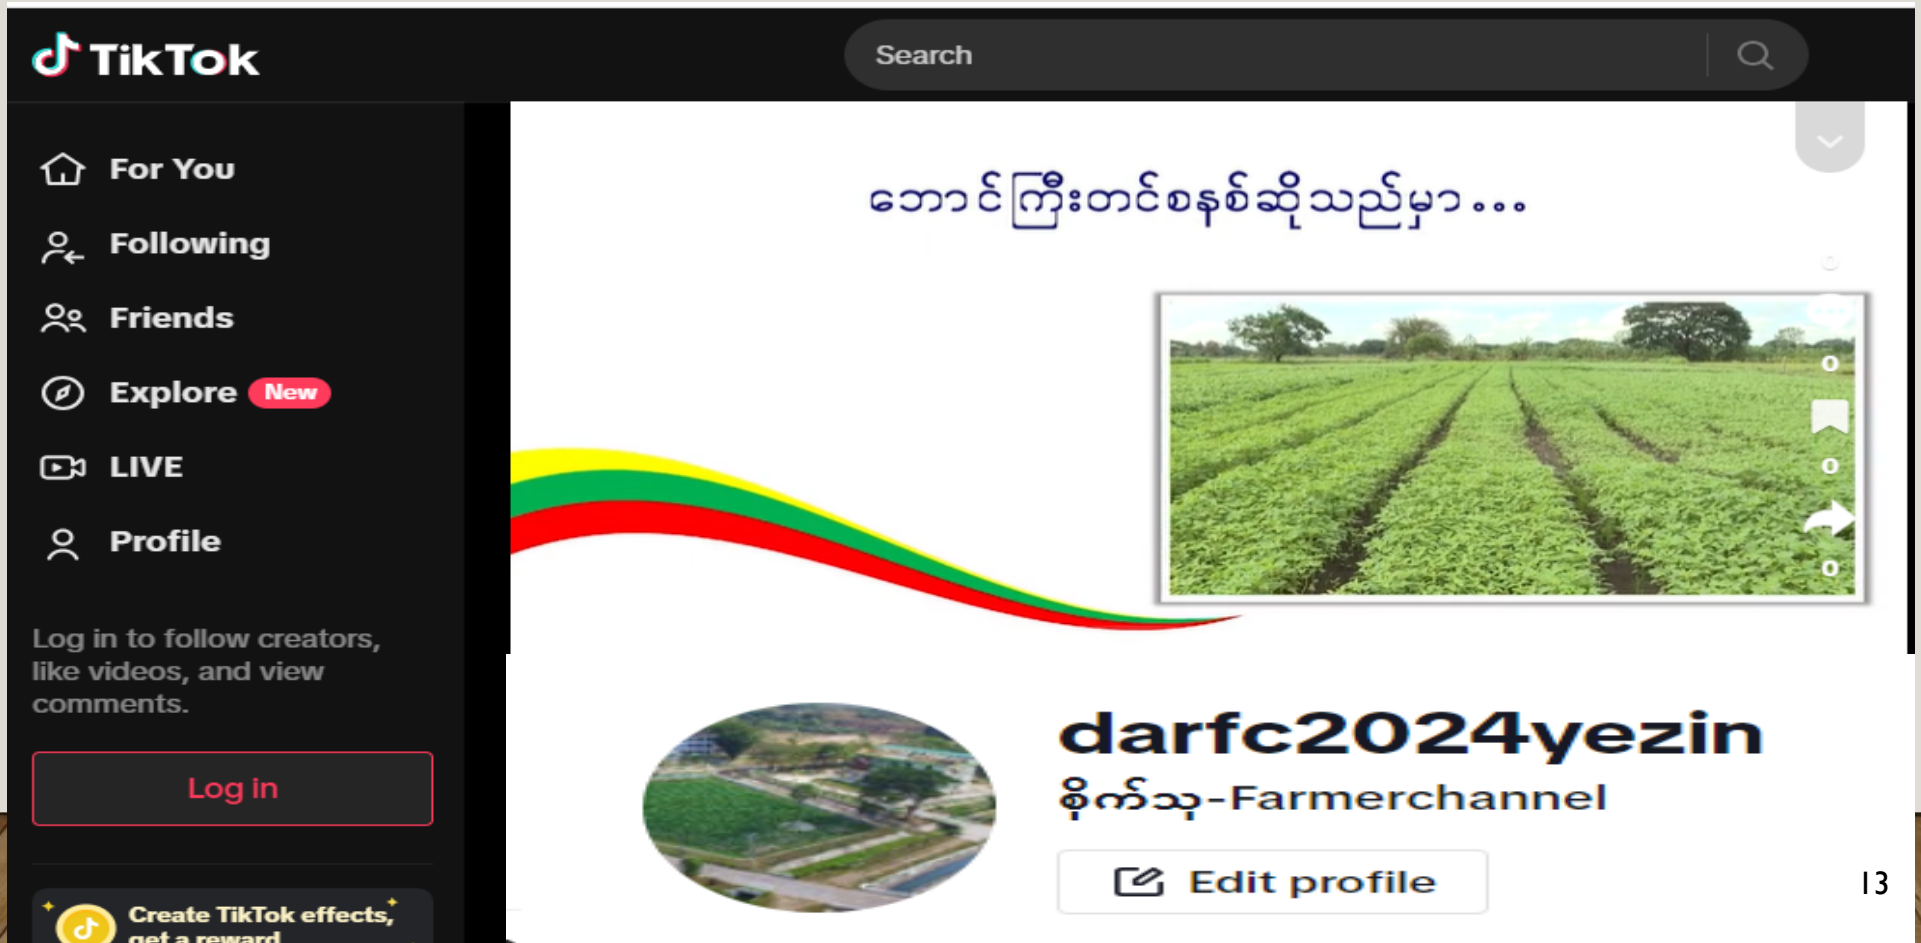 TikTok
Search
For You
Following
Friends
Explore New
LIVE
Profile
Log in to follow creators,
like videos, and view
comments.
Log in
Create TikTok effects,
get a reward
ဘောင်ကြီးတင်စနစ်ဆိုသည်မှာ...
0
0
0
0
darfc2024yezin
စိုက်သု-Farmerchannel
Edit profile
13